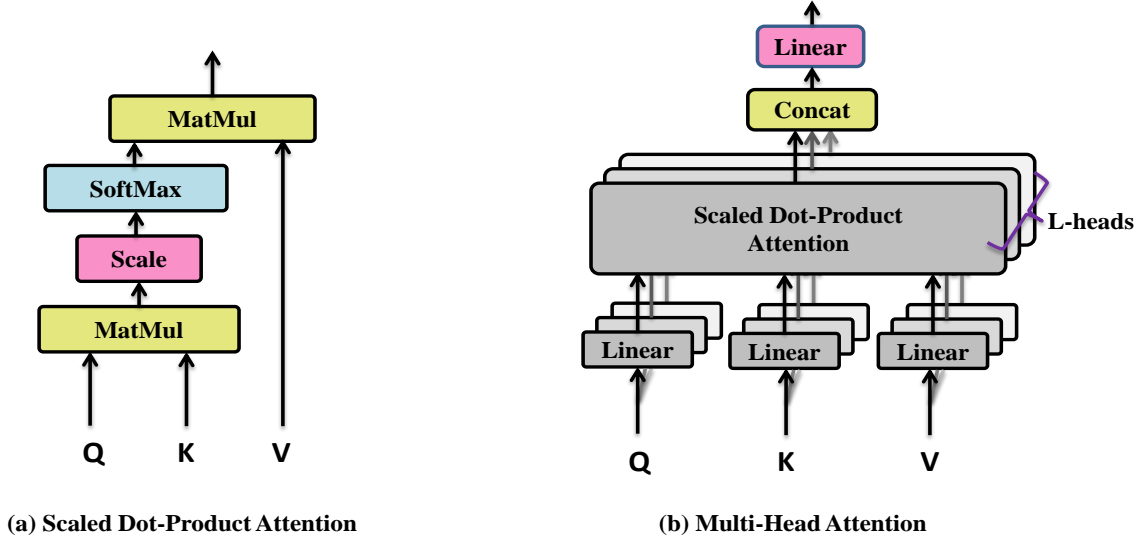 MatMul
SoftMax
Scale
MatMul
Q K V
(a) Scaled Dot-Product Attention
Linear
Concat
Scaled Dot-Product
Attention
L-heads
Linear Linear Linear
Q K V
(b) Multi-Head Attention